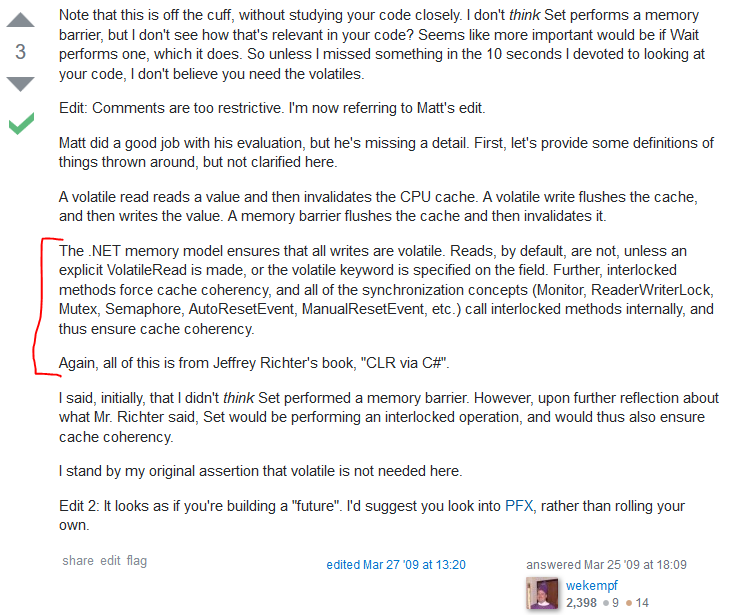 Note that this is off the cuff, without studying your code closely. I don't think Set performs a memory
barrier, but I don't see how that's relevant in your code? Seems like more important would be if Wait
performs one, which it does. So unless I missed something in the 10 seconds I devoted to looking at
your code, I don't believe you need the volatiles.
3
Edit: Comments are too restrictive. I'm now referring to Matt's edit.
Matt did a good job with his evaluation, but he's missing a detail. First, let's provide some definitions of
things thrown around, but not clarified here.
A volatile read reads a value and then invalidates the CPU cache. A volatile write flushes the cache,
and then writes the value. A memory barrier flushes the cache and then invalidates it.
The .NET memory model ensures that all writes are volatile. Reads, by default, are not, unless an
explicit VolatileRead is made, or the volatile keyword is specified on the field. Further, interlocked
methods force cache coherency, and all of the synchronization concepts (Monitor, ReaderWriterLock,
Mutex, Semaphore, AutoResetEvent, ManualResetEvent, etc.) call interlocked methods internally, and
thus ensure cache coherency.
Again, all of this is from Jeffrey Richter's book, "CLR via C#".
I said, initially, that I didn't think Set performed a memory barrier. However, upon further reflection about
what Mr. Richter said, Set would be performing an interlocked operation, and would thus also ensure
cache coherency.
I stand by my original assertion that volatile is not needed here.
Edit 2: It looks as if you're building a "future". I'd suggest you look into PFX, rather than rolling your
own.
share edit flag
edited Mar 27 '09 at 13:20
answered Mar 25 '09 at 18:09
wekempf
2,398 9 14